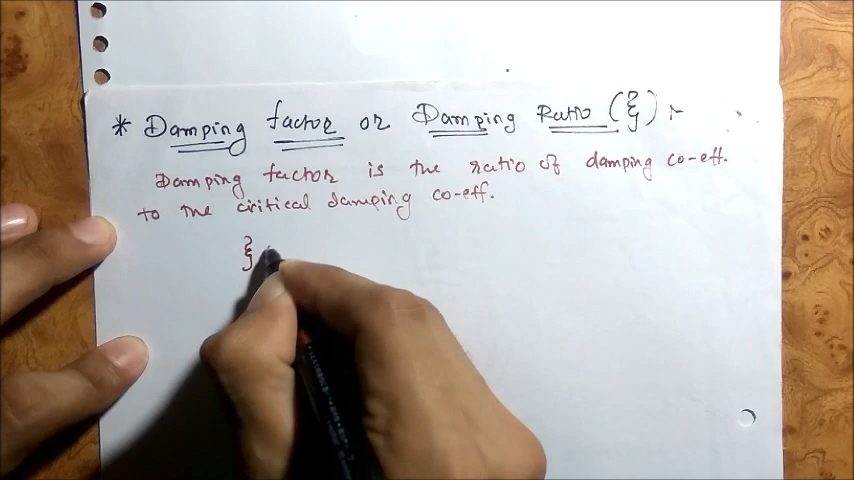 * Damping factor or Damping Ratio (ξ) :-
Damping factor is the ratio of damping co-eff.
to the critical damping co-eff.
ξ